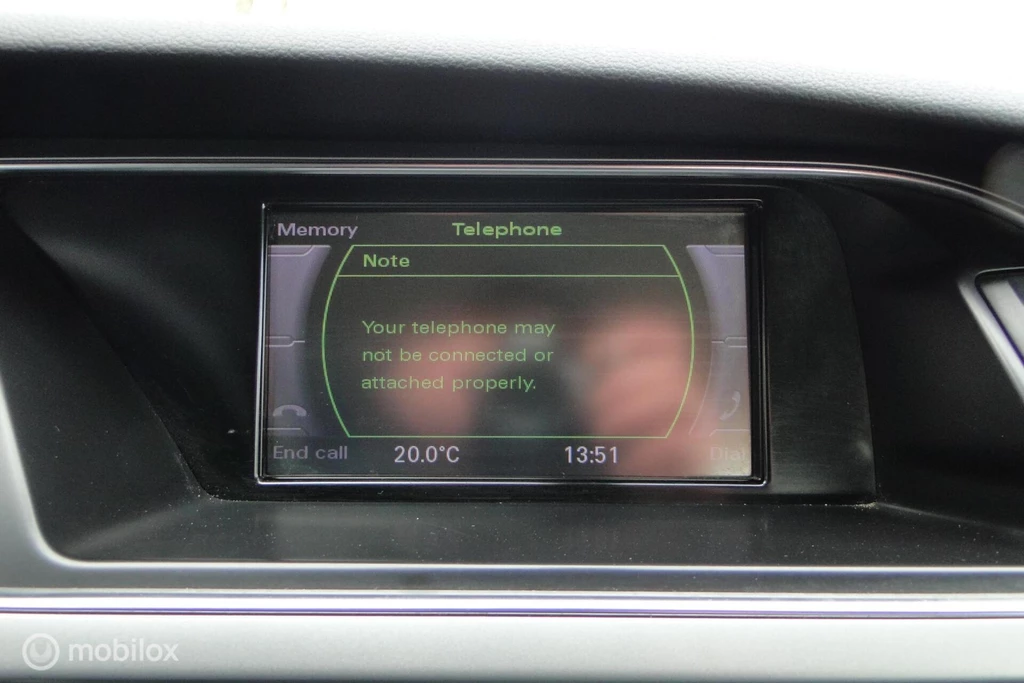 Memory Telephone
Note
Your telephone may
not be connected or
attached properly.
End call 20.0°C 13:51 Dial
mobilox